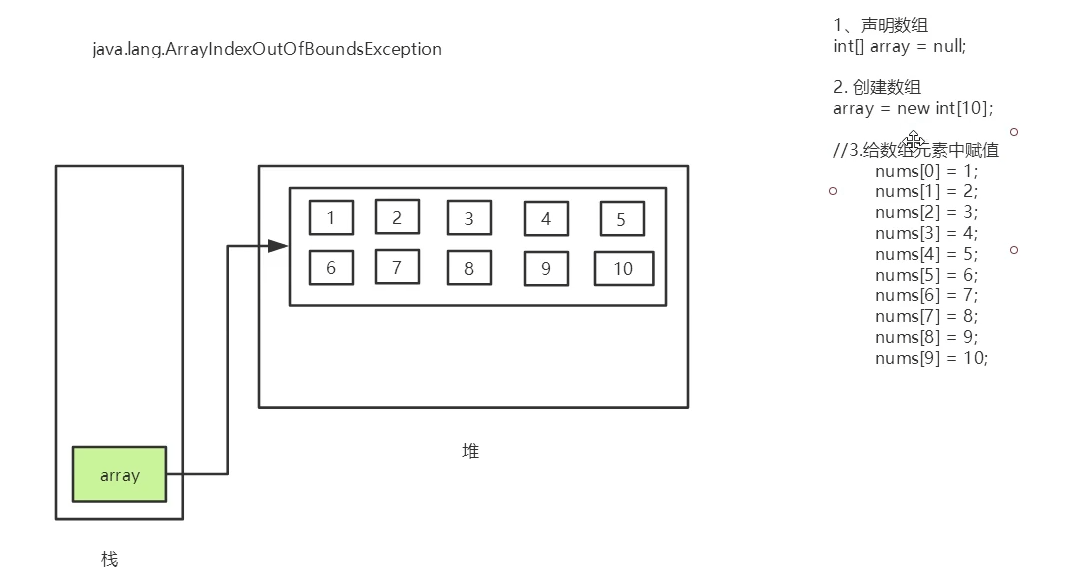 java.lang.ArrayIndexOutOfBoundsException
1、声明数组
int[] array = null;
2. 创建数组
array = new int[10];
//3.给数组元素中赋值
nums[0] = 1;
nums[1] = 2;
nums[2] = 3;
nums[3] = 4;
nums[4] = 5;
nums[5] = 6;
nums[6] = 7;
nums[7] = 8;
nums[8] = 9;
nums[9] = 10;
1 2 3 4 5
6 7 8 9 10
堆
array
栈